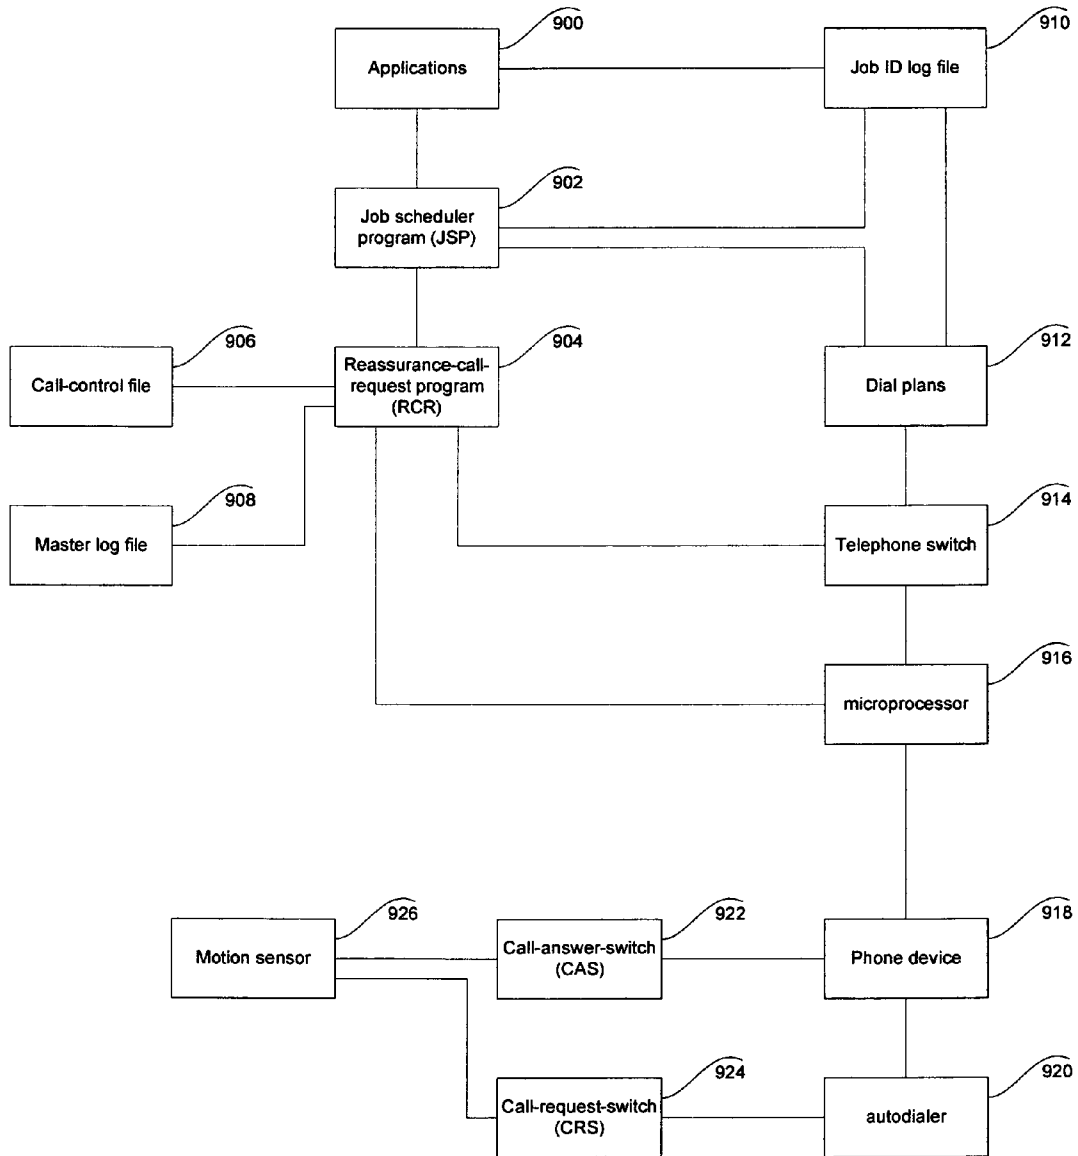 900
910
Applications
Job ID log file
902
Job scheduler
program (JSP)
906
904
912
Call-control file
Reassurance-call-
request program
(RCR)
Dial plans
908
914
Master log file
Telephone switch
916
microprocessor
926
922
918
Motion sensor
Call-answer-switch
(CAS)
Phone device
924
920
Call-request-switch
(CRS)
autodialer